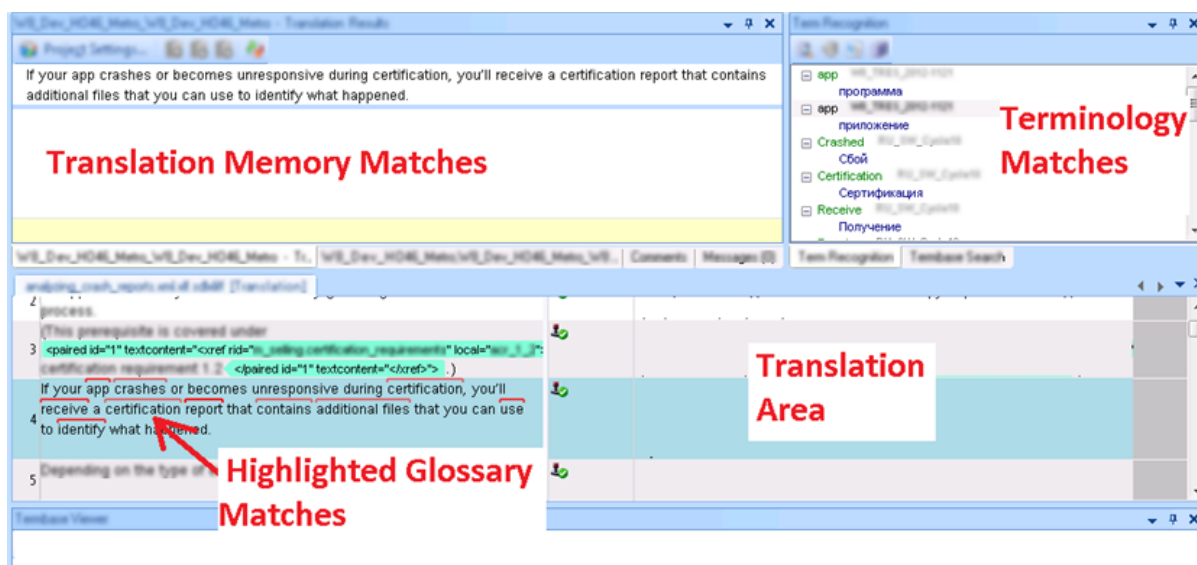 Translation Results
Term Recognition
Project Settings...
If your app crashes or becomes unresponsive during certification, you'll receive a certification report that contains
additional files that you can use to identify what happened.
Translation Memory Matches
app
программа
app
приложение
Crashed
Сбой
Certification
Сертификация
Receive
Получение
Terminology
Matches
Comments
Messages (0)
Term Recognition
Termbase Search
[Translation]
2
process.
3
(This prerequisite is covered under
<paired id="1" textcontent="<xref rid=" certification_requirements" local="
certification requirement 1.2 </paired id="1" textcontent="</xref>"> .)
4
If your app crashes or becomes unresponsive during certification, you'll
receive a certification report that contains additional files that you can use
to identify what happened.
5
Depending on the type of
Translation
Area
Highlighted Glossary
Matches
Termbase Viewer